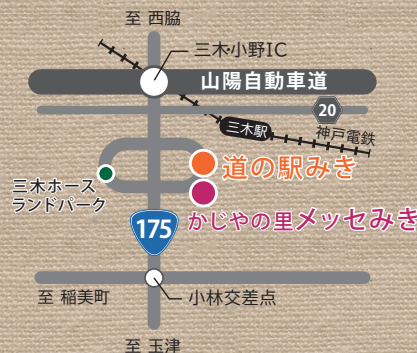 至 西脇
三木小野IC
山陽自動車道
20
三木駅
神戸電鉄
道の駅みき
三木ホース
ランドパーク
かじやの里メッセみき
175
至 稲美町
小林交差点
至 玉津